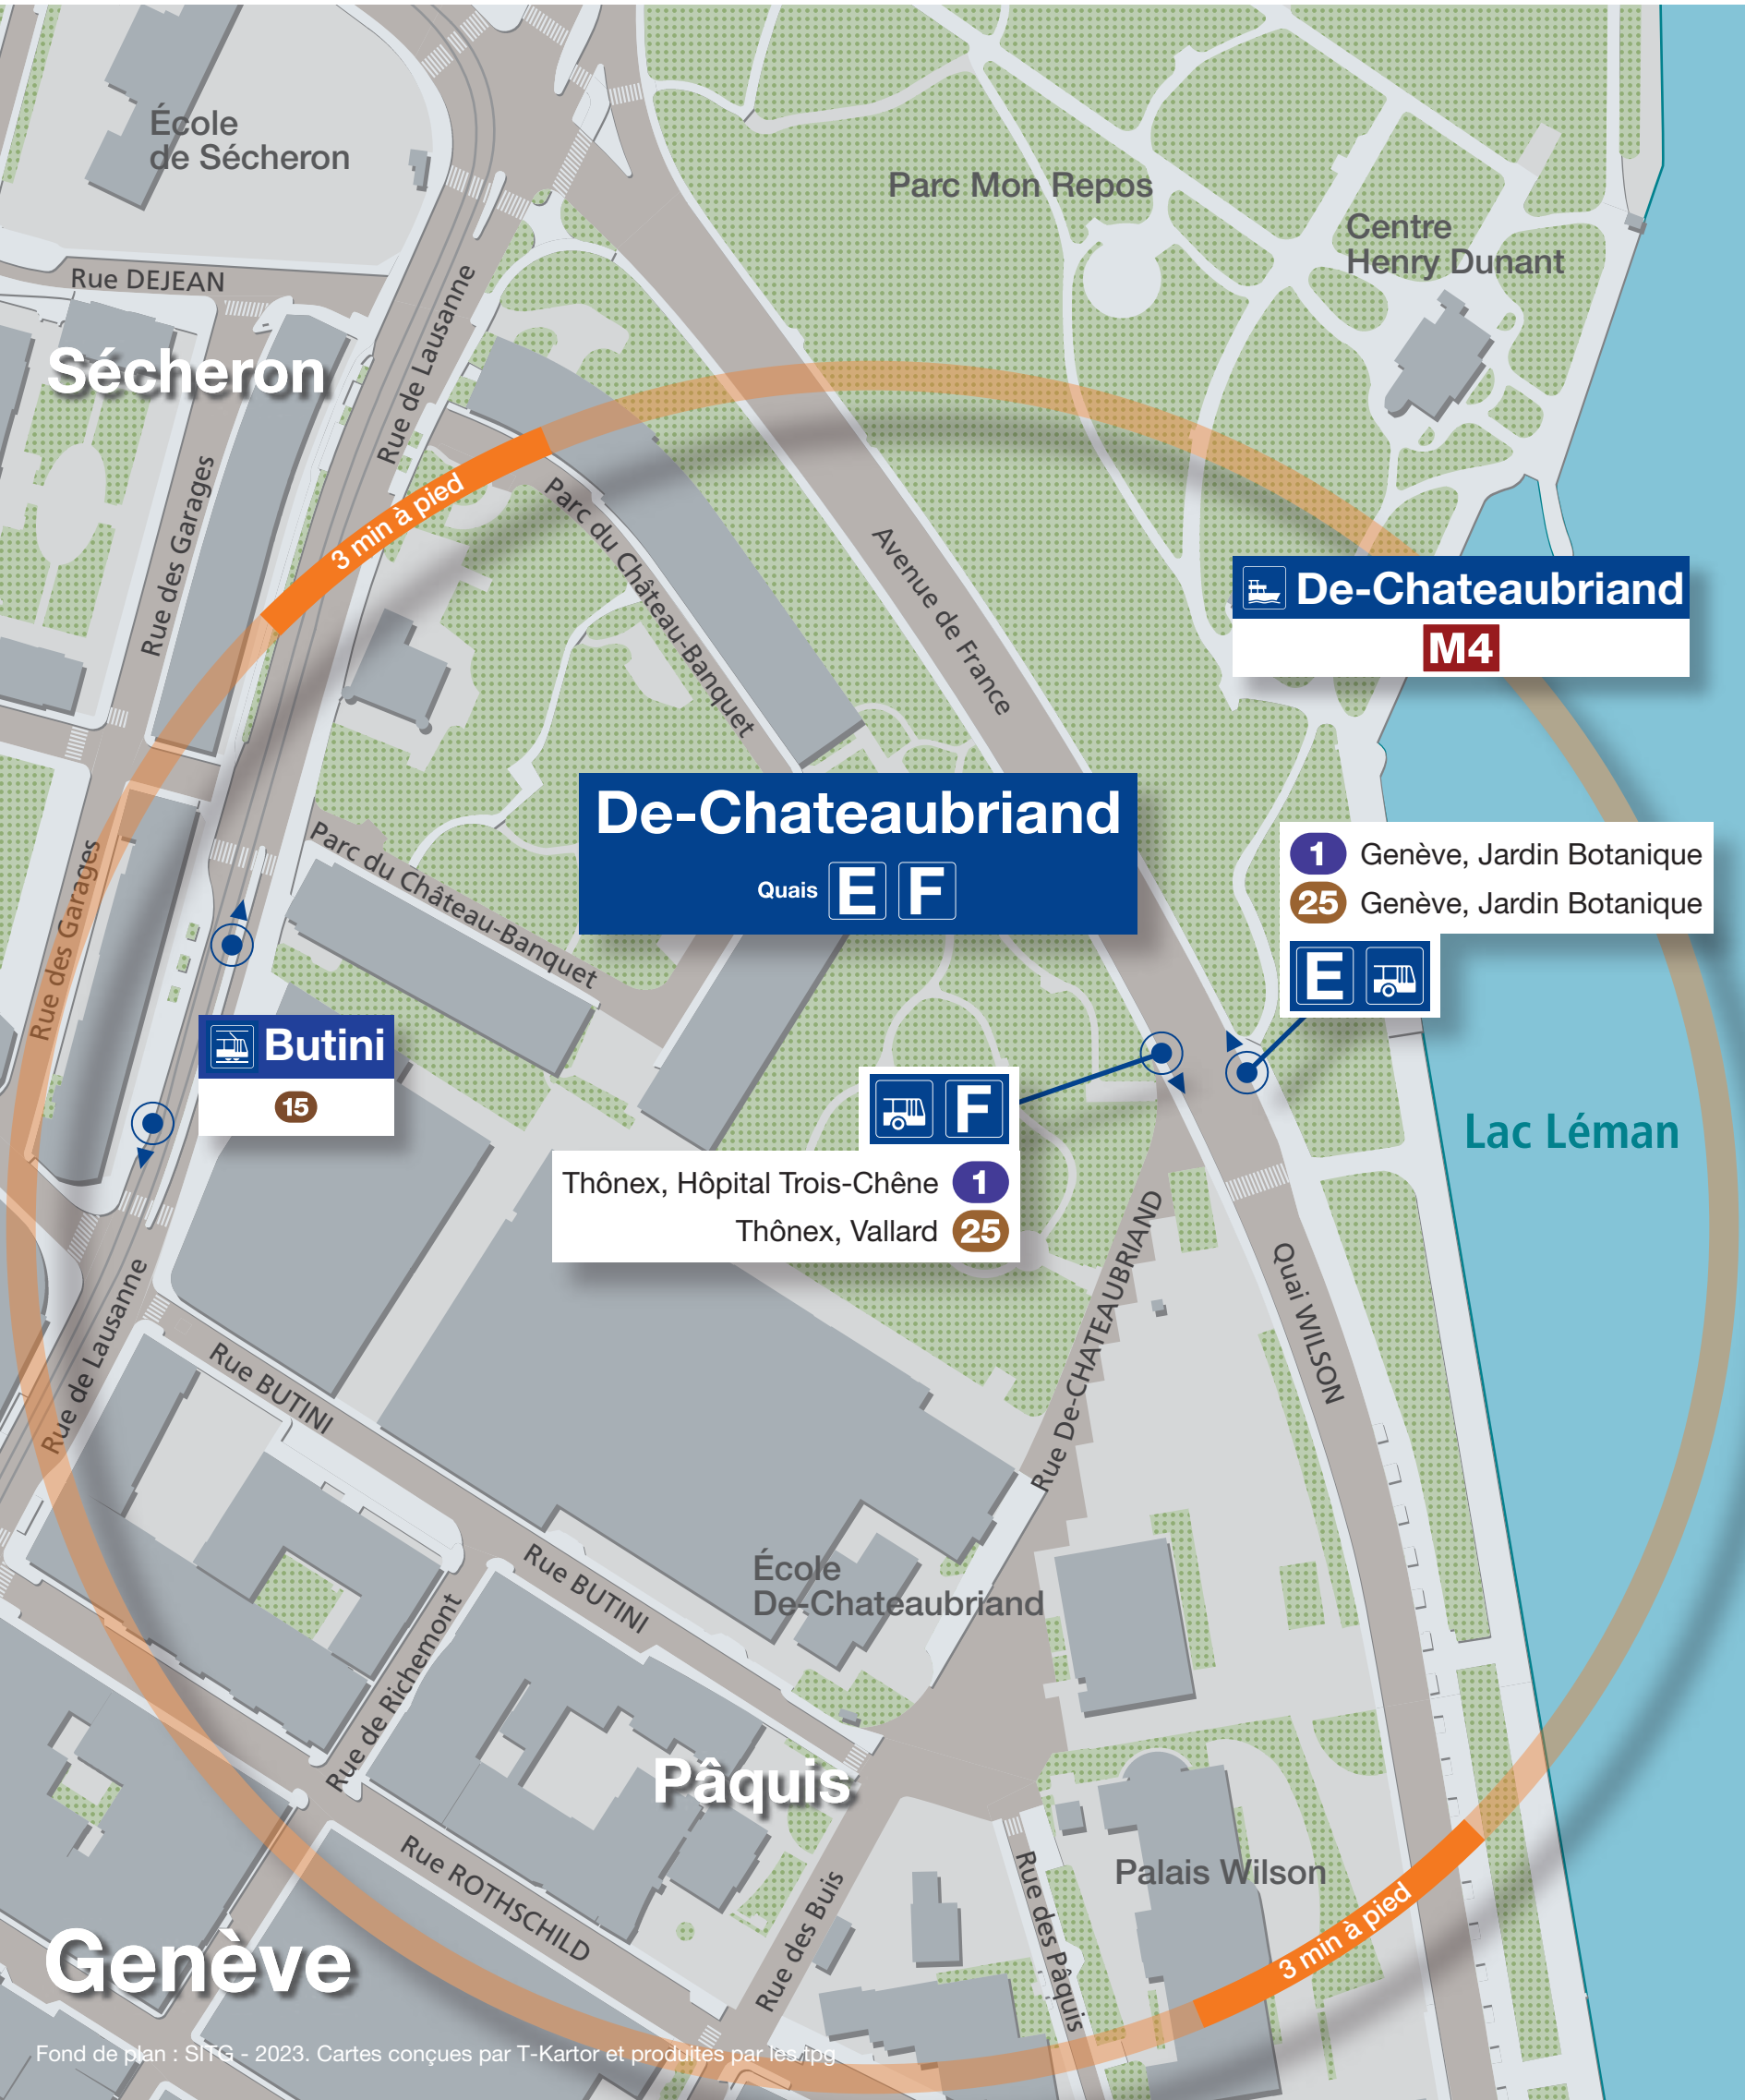 École
de Sécheron
Parc Mon Repos
Centre
Henry Dunant
Rue DEJEAN
Rue de Lausanne
Sécheron
3 min à pied
Rue des Garages
Parc du Château-Banquet
Avenue de France
De-Chateaubriand
M4
De-Chateaubriand
Quais E F
1 Genève, Jardin Botanique
25 Genève, Jardin Botanique
E
Rue des Garages
Parc du Château-Banquet
Butini
15
F
Thônex, Hôpital Trois-Chêne 1
Thônex, Vallard 25
Lac Léman
Rue De-CHATEAUBRIAND
Quai WILSON
Rue de Lausanne
Rue BUTINI
Rue BUTINI
École
De-Chateaubriand
Rue de Richemont
Pâquis
Rue ROTHSCHILD
Rue des Buis
Rue des Pâquis
Palais Wilson
3 min à pied
Genève
Fond de plan : SITG - 2023. Cartes conçues par T-Kartor et produites par les tpg